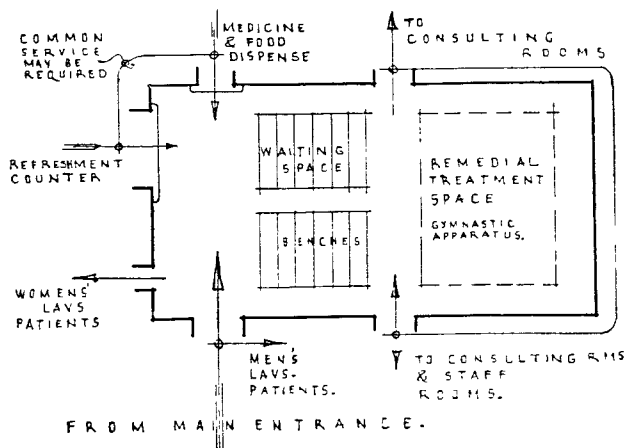 COMMON
SERVICE
MAY BE
REQUIRED
MEDICINE
& FOOD
DISPENSE
TO
CONSULTING
ROOMS
REFRESHMENT
COUNTER
WAITING
SPACE
BENCHES
REMEDIAL
TREATMENT
SPACE
GYMNASTIC
APPARATUS.
WOMENS'
LAVS
PATIENTS
MEN'S
LAVS-
PATIENTS.
TO CONSULTING RMS
& STAFF
ROOMS.
FROM MAIN ENTRANCE.